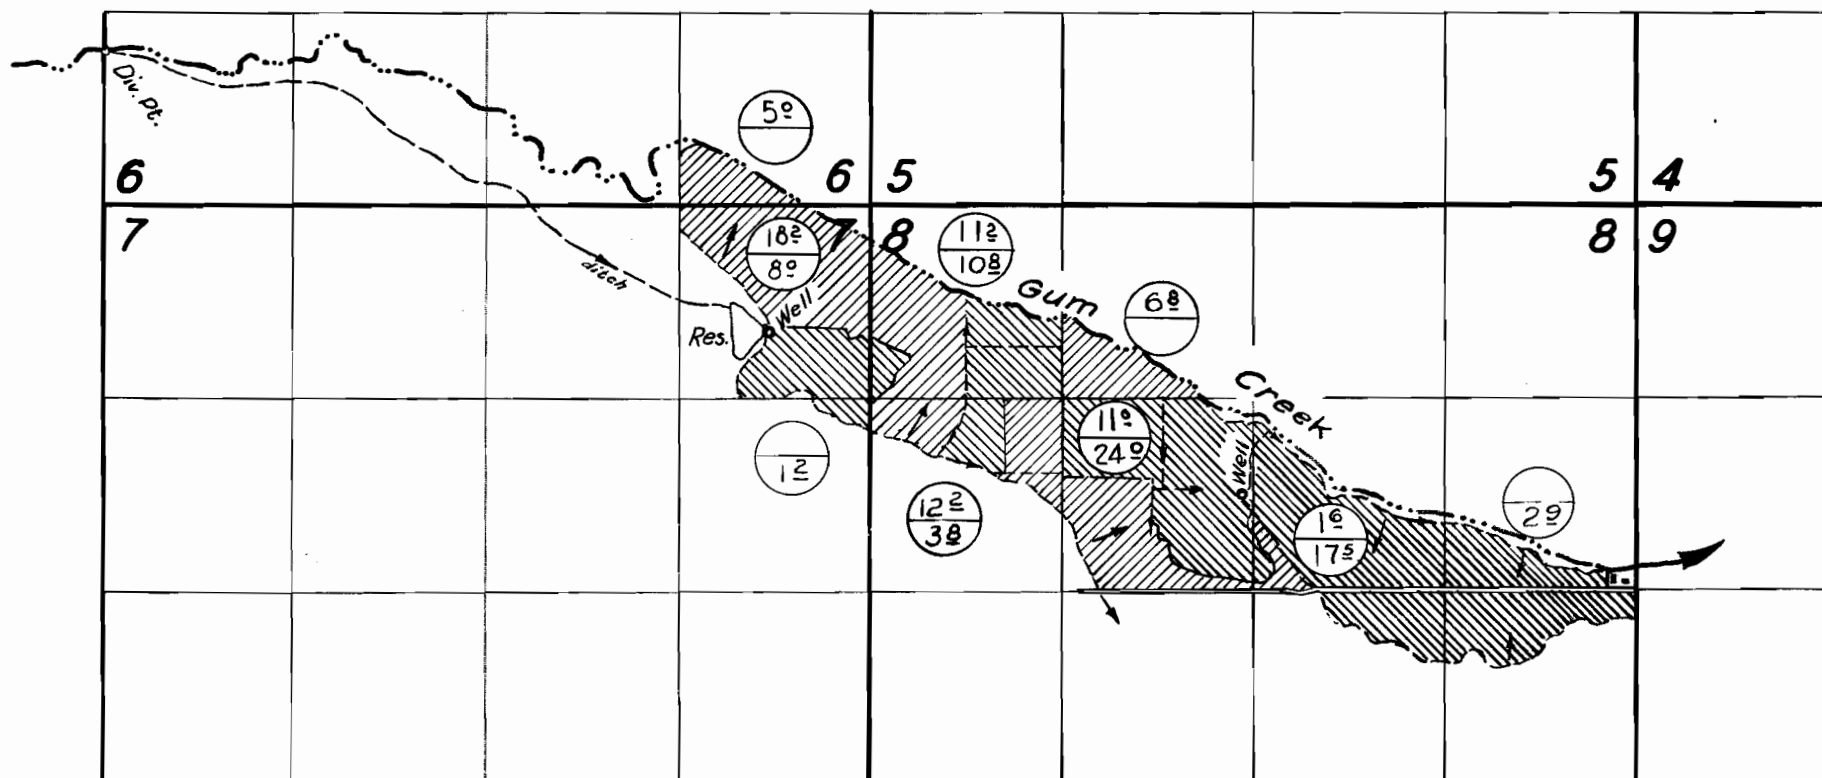 Div. Pt.
5º
6
6
5
5
4
7
7
8
8
9
18²
8º
11²
10⁸
Gum
6⁸
ditch
Well
Res.
Creek
11º
24º
Well
1²
12²
3⁸
1⁶
17⁵
2⁹